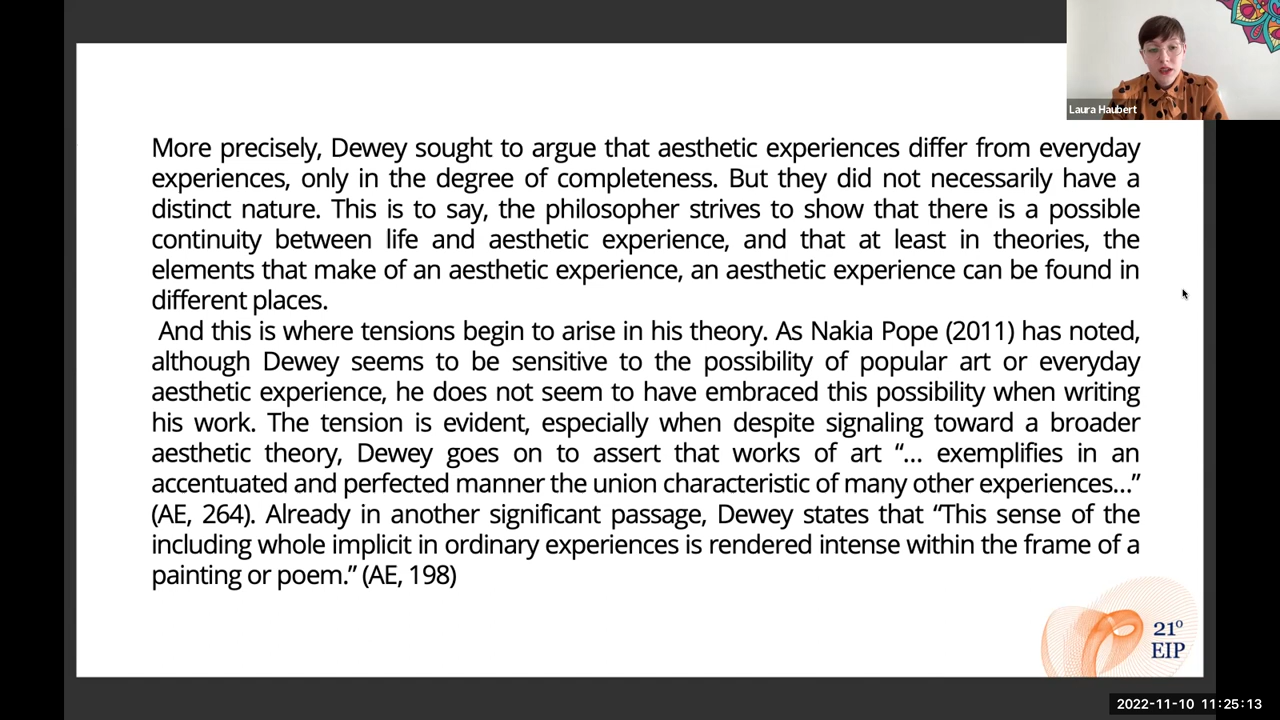 Laura Haubert
More precisely, Dewey sought to argue that aesthetic experiences differ from everyday
experiences, only in the degree of completeness. But they did not necessarily have a
distinct nature. This is to say, the philosopher strives to show that there is a possible
continuity between life and aesthetic experience, and that at least in theories, the
elements that make of an aesthetic experience, an aesthetic experience can be found in
different places.
And this is where tensions begin to arise in his theory. As Nakia Pope (2011) has noted,
although Dewey seems to be sensitive to the possibility of popular art or everyday
aesthetic experience, he does not seem to have embraced this possibility when writing
his work. The tension is evident, especially when despite signaling toward a broader
aesthetic theory, Dewey goes on to assert that works of art “... exemplifies in an
accentuated and perfected manner the union characteristic of many other experiences...”
(AE, 264). Already in another significant passage, Dewey states that “This sense of the
including whole implicit in ordinary experiences is rendered intense within the frame of a
painting or poem.” (AE, 198)
21º
EIP
2022-11-10 11:25:13